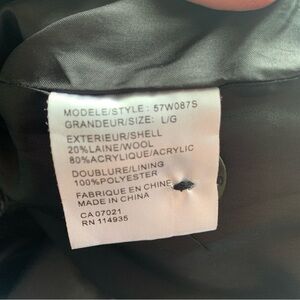 MODELE/STYLE : 57W087S
GRANDEUR/SIZE: L/G
EXTERIEUR/SHELL
20%LAINE/WOOL
80%ACRYLIQUE/ACRYLIC
DOUBLURE/LINING
100%POLYESTER
FABRIQUE EN CHINE
MADE IN CHINA
CA 07021
RN 114935